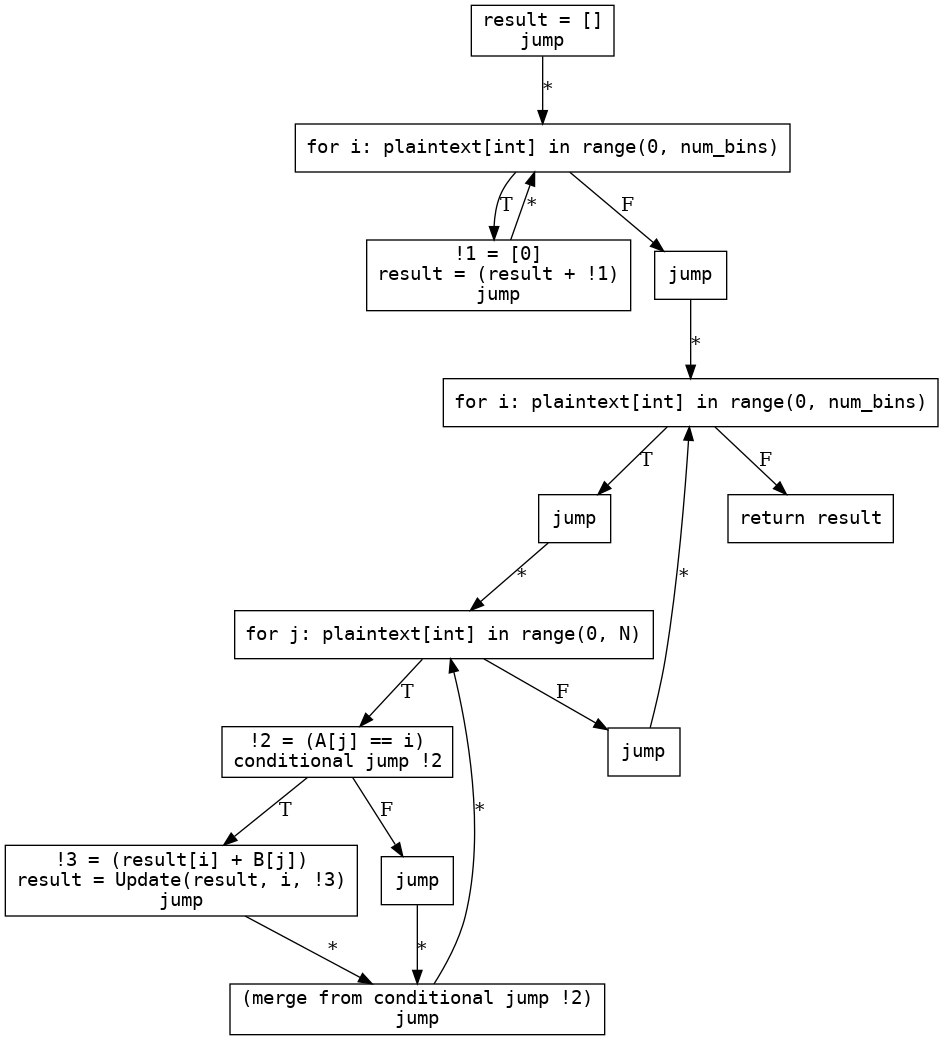 result = []
jump
*
for i: plaintext[int] in range(0, num_bins)
T
*
F
!1 = [0]
result = (result + !1)
jump
jump
*
for i: plaintext[int] in range(0, num_bins)
T
F
jump
return result
*
*
for j: plaintext[int] in range(0, N)
T
F
!2 = (A[j] == i)
conditional jump !2
jump
T
F
*
!3 = (result[i] + B[j])
result = Update(result, i, !3)
jump
jump
*
*
(merge from conditional jump !2)
jump